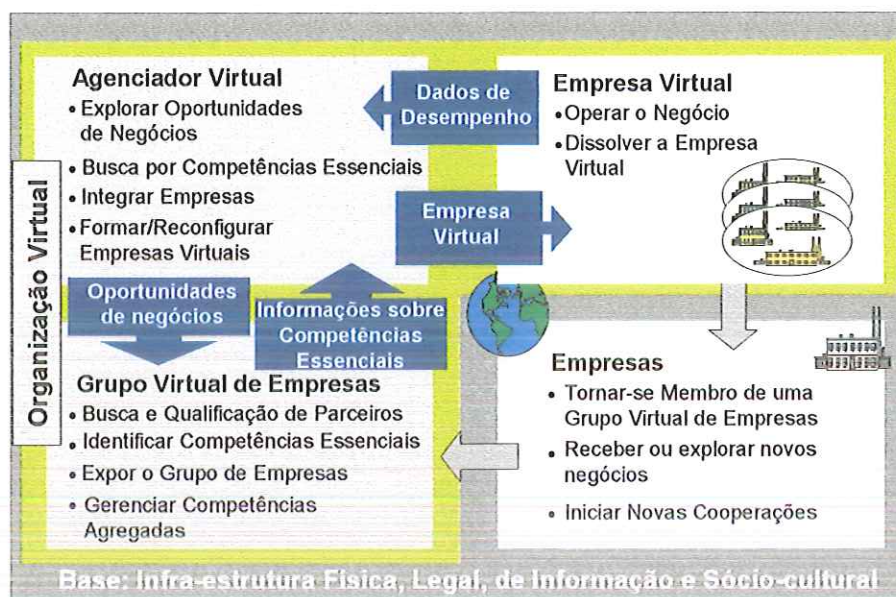 Agenciador Virtual
• Explorar Oportunidades
de Negócios
• Busca por Competências Essenciais
• Integrar Empresas
• Formar/Reconfigurar
Empresas Virtuais
Dados de
Desempenho
Empresa Virtual
•Operar o Negócio
•Dissolver a Empresa
Virtual
Empresa
Virtual
Organização Virtual
Oportunidades
de negócios
Informações sobre
Competências
Essenciais
Grupo Virtual de Empresas
• Busca e Qualificação de Parceiros
• Identificar Competências Essenciais
• Expor o Grupo de Empresas
• Gerenciar Competências
Agregadas
Empresas
• Tornar-se Membro de uma
Grupo Virtual de Empresas
• Receber ou explorar novos
negócios
• Iniciar Novas Cooperações
Base: Infra-estrutura Física, Legal, de Informação e Sócio-cultural